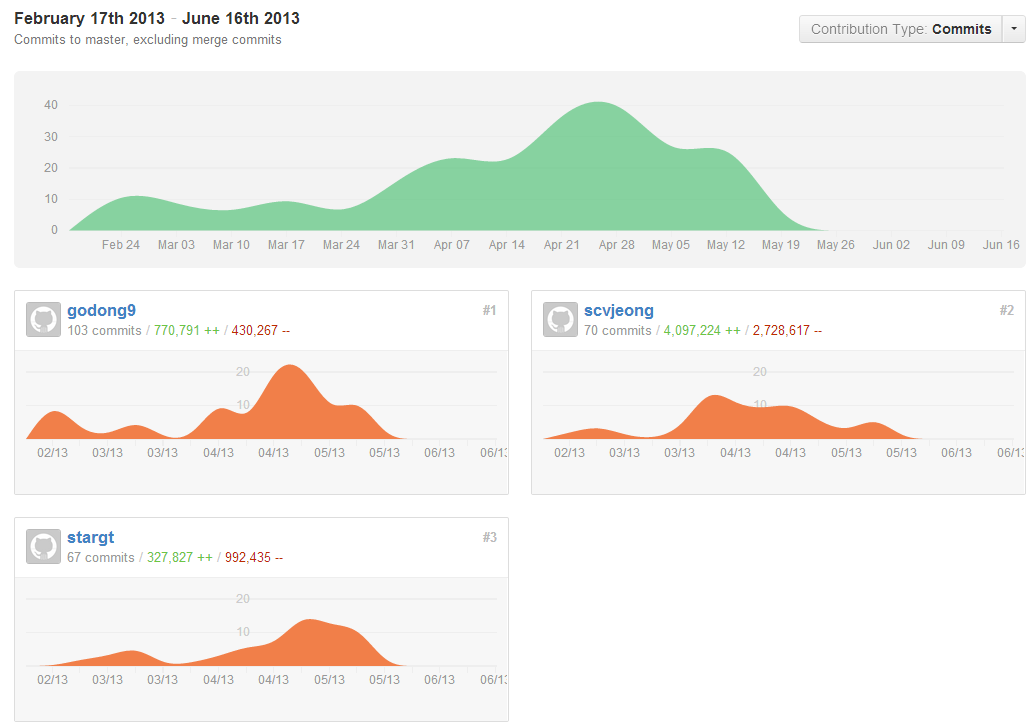 February 17th 2013 - June 16th 2013
Commits to master, excluding merge commits
Contribution Type: Commits
40
30
20
10
0
Feb 24 Mar 03 Mar 10 Mar 17 Mar 24 Mar 31 Apr 07 Apr 14 Apr 21 Apr 28 May 05 May 12 May 19 May 26 Jun 02 Jun 09 Jun 16
godong9 #1
103 commits / 770,791 ++ / 430,267 --
20
10
02/13 03/13 03/13 04/13 04/13 05/13 05/13 06/13 06/13
scvjeong #2
70 commits / 4,097,224 ++ / 2,728,617 --
20
10
02/13 03/13 03/13 04/13 04/13 05/13 05/13 06/13 06/13
stargt #3
67 commits / 327,827 ++ / 992,435 --
20
10
02/13 03/13 03/13 04/13 04/13 05/13 05/13 06/13 06/13